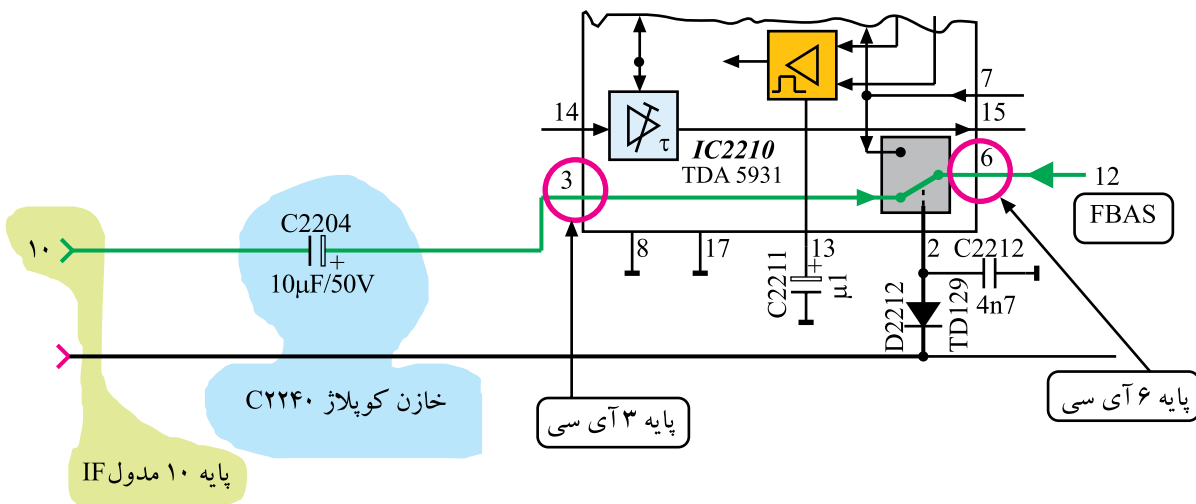 7
14
15
IC2210
TDA 5931
τ
3
6
12
FBAS
۱۰
C2204
+
10µF/50V
8
17
13
2
C2211
+
µ1
C2212
4n7
D2212
TD129
خازن کوپلاژ C۲۲۴۰
پایه ۳ آی سی
پایه ۶ آی سی
پایه ۱۰ مدول IF